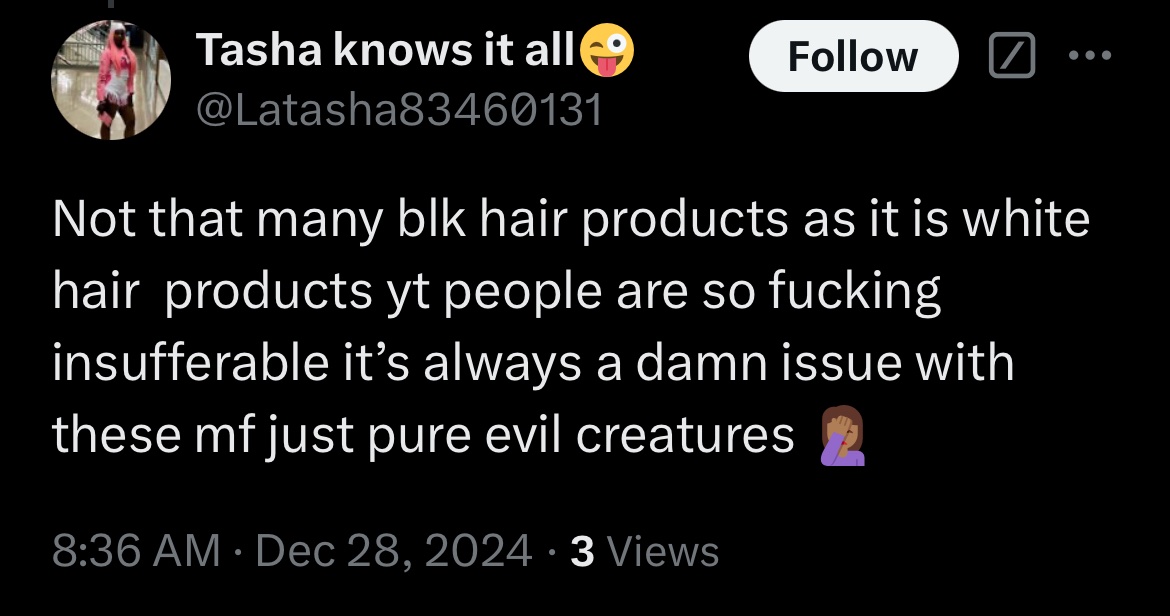 Tasha knows it all😜
@Latasha83460131
Follow
Not that many blk hair products as it is white
hair  products yt people are so fucking
insufferable it’s always a damn issue with
these mf just pure evil creatures 🤦🏾‍♀️
8:36 AM · Dec 28, 2024 · 3 Views